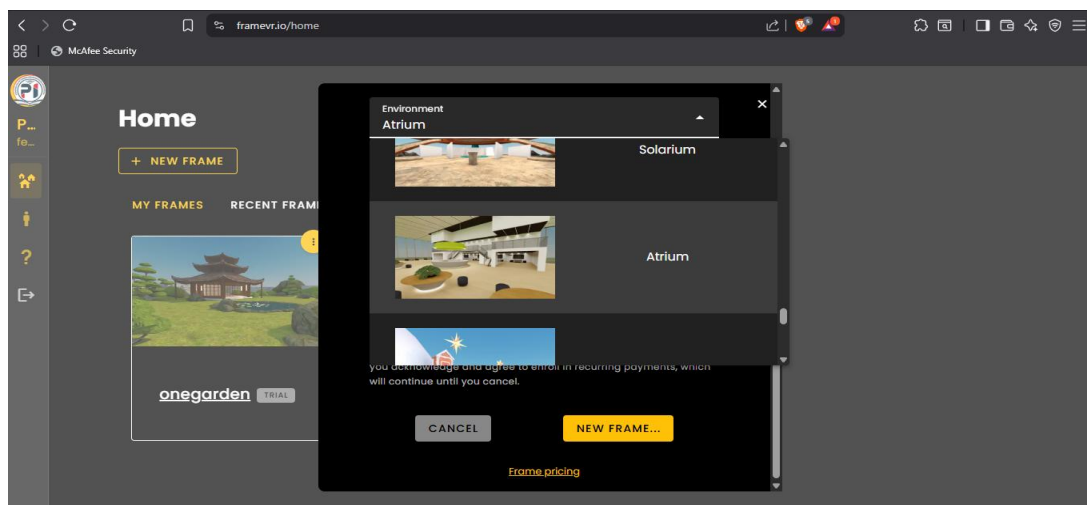 framevr.io/home
McAfee Security
Pi
P...
fe...
Home
+ NEW FRAME
MY FRAMES RECENT FRAM
onegarden TRIAL
Environment
Atrium
Solarium
Atrium
you acknowledge and agree to enroll in recurring payments, which
will continue until you cancel.
CANCEL
NEW FRAME...
Frame pricing